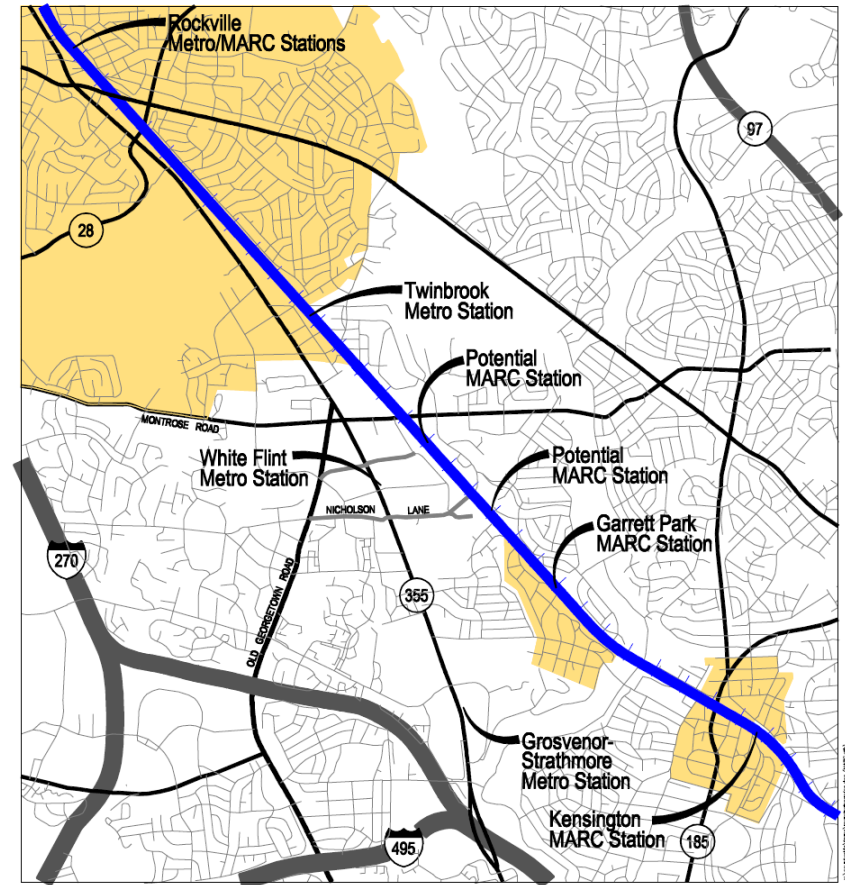 Rockville
Metro/MARC Stations
97
28
Twinbrook
Metro Station
Potential
MARC Station
MONTROSE ROAD
White Flint
Metro Station
Potential
MARC Station
NICHOLSON LANE
Garrett Park
MARC Station
270
355
OLD GEORGETOWN ROAD
Grosvenor-
Strathmore
Metro Station
Kensington
MARC Station
495
185